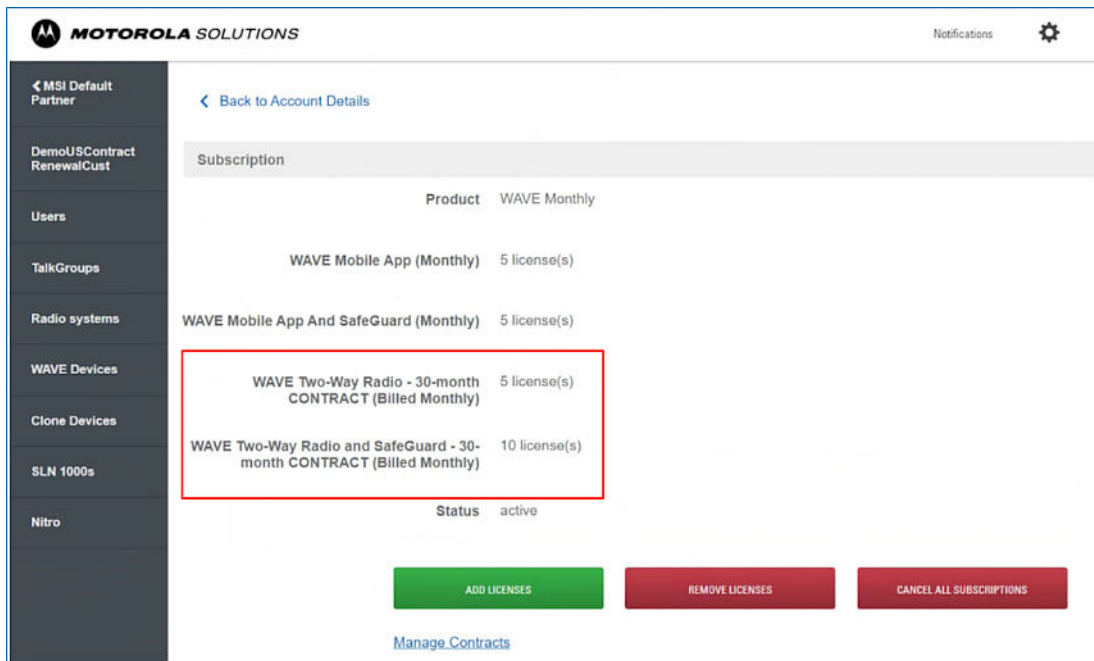 MOTOROLA SOLUTIONS
Notifications
MSI Default
Partner
DemoUSContract
RenewalCust
Users
TalkGroups
Radio systems
WAVE Devices
Clone Devices
SLN 1000s
Nitro
Back to Account Details
Subscription
Product WAVE Monthly
WAVE Mobile App (Monthly) 5 license(s)
WAVE Mobile App And SafeGuard (Monthly) 5 license(s)
WAVE Two-Way Radio - 30-month 5 license(s)
CONTRACT (Billed Monthly)
WAVE Two-Way Radio and SafeGuard - 30- 10 license(s)
month CONTRACT (Billed Monthly)
Status active
ADD LICENSES REMOVE LICENSES CANCEL ALL SUBSCRIPTIONS
Manage Contracts